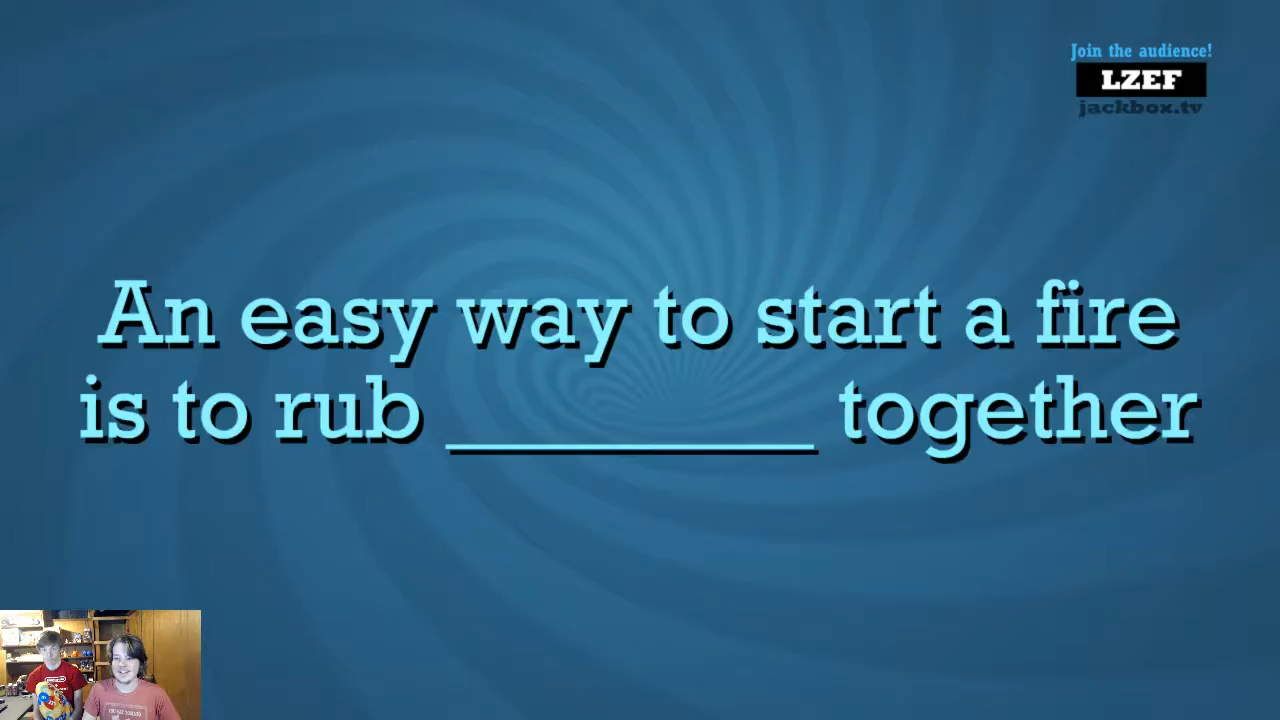 Join the audience!
LZEF
jackbox.tv
An easy way to start a fire
is to rub __________ together